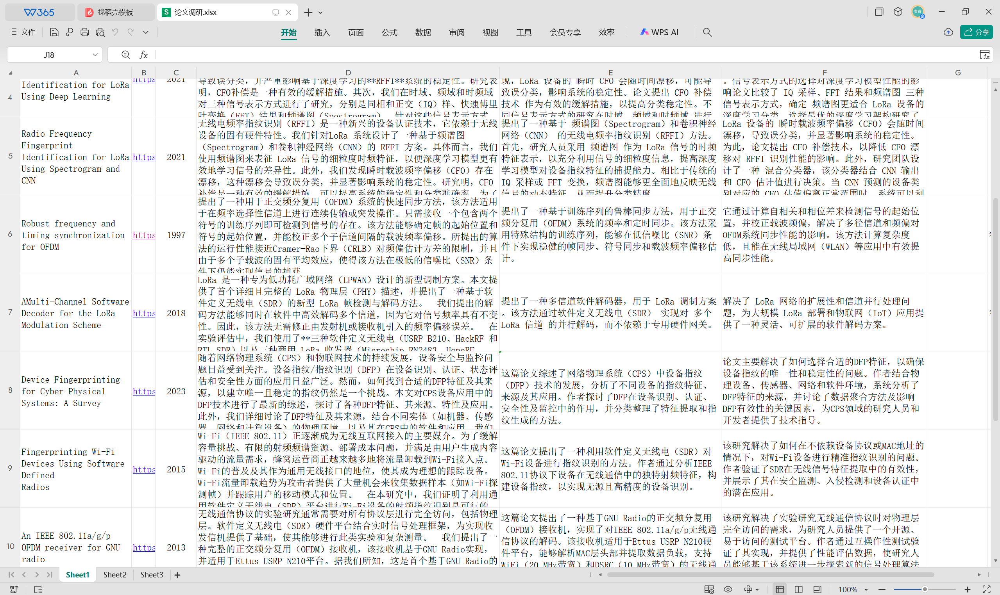 W365
找稻壳模板
S 论文调研.xlsx
曹睿
企
文件
开始 插入 页面 公式 数据 审阅 视图 工具 会员专享 效率 WPS AI
分享
J18
fx
A B C D E F G
4
Identification for LoRa
Using Deep Learning
https
2021
导致误分类，并严重影响基于深度学习的**RFFI**系统的稳定性。研究表
明，CFO补偿是一种有效的缓解措施。其次，我们在时域、频域和时频域
对三种信号表示方式进行了研究，分别是同相和正交（IQ）样、快速傅里
叶变换（FFT）结果和频谱图（Spectrogram）。针对这些信号表示方式，
现，LoRa 设备的 瞬时 CFO 会随时间漂移，可能导
致误分类，影响系统的稳定性。论文提出 CFO 补偿
技术 作为有效的缓解措施，以提高分类稳定性。不
同信号表示方式的研究在时域、频域和时频域 进行
。信号表示方式的选择对深度学习模型性能的影
响论文比较了 IQ 采样、FFT 结果和频谱图 三种
信号表示方式，确定 频谱图更适合 LoRa 设备的
深度学习分类。选择最优的深度学习架构研究了
5
Radio Frequency
Fingerprint
Identification for LoRa
Using Spectrogram and
CNN
https
2021
无线电频率指纹识别（RFFI）是一种新兴的设备认证技术，它依赖于无线
设备的固有硬件特性。我们针对LoRa 系统设计了一种基于频谱图
（Spectrogram）和卷积神经网络（CNN）的 RFFI 方案。具体而言，我们
使用频谱图来表征 LoRa 信号的细粒度时频特征，以便深度学习模型更有
效地学习信号的差异性。此外，我们发现瞬时载波频率偏移（CFO）存在
漂移，这种漂移会导致误分类，并显著影响系统的稳定性。研究明，CFO
补偿是一种有效的缓解措施，可以提高系统的稳定性和分类准确率。为了
提出了一种基于 频谱图（Spectrogram）和卷积神经
网络（CNN） 的无线电频率指纹识别（RFFI）方法。
首先，研究人员采用 频谱图 作为 LoRa 信号的时频
特征表示，以充分利用信号的细粒度信息，提高深度
学习模型对设备指纹特征的捕捉能力。相比于传统的
IQ 采样或 FFT 变换，频谱图能够更全面地反映无线
信号的动态特征，从而提升分类精度。
LoRa 设备的 瞬时载波频率偏移（CFO）会随时间
漂移，导致误分类，并显著影响系统的稳定性。
为此，论文提出 CFO 补偿技术，以降低 CFO 漂
移对 RFFI 识别性能的影响。此外，研究团队设
计了一种 混合分类器，该分类器结合 CNN 输出
和 CFO 估计值进行决策。当 CNN 预测的设备类
别对应的 CFO 估值偏离正常范围时，系统可以利
6
Robust frequency and
timing synchronization
for OFDM
https
1997
提出了一种用于正交频分复用（OFDM）系统的快速同步方法，该方法适用
于在频率选择性信道上进行连续传输或突发操作。只需接收一个包含两个
符号的训练序列即可检测到信号的存在。该方法能够确定帧的起始位置和
符号的起始位置，并能校正多个子信道间隔的载波频率偏移。所提出的算
法的运行性能接近Cramer-Rao下界（CRLB）对频偏估计方差的限制，并且
由于多个子载波的固有平均效应，使得该方法在极低的信噪比（SNR）条
件下仍能实现信号的捕获
提出了一种基于训练序列的鲁棒同步方法，用于正交
频分复用（OFDM）系统的频率和定时同步。该方法采
用特殊结构的训练序列，能够在低信噪比（SNR）条
件下实现稳健的帧同步、符号同步和载波频率偏移估
计。
它通过计算自相关和相位差来检测信号的起始位
置，并校正载波频偏，解决了多径信道和频偏对
OFDM系统同步性能的影响。该方法计算复杂度
低，且能在无线局域网（WLAN）等应用中有效提
高同步性能。
7
AMulti-Channel Software
Decoder for the LoRa
Modulation Scheme
https
2018
LoRa 是一种专为低功耗广域网络（LPWAN）设计的新型调制方案。本文提
供了首个详细且完整的 LoRa 物理层（PHY）描述，并提出了一种基于软
件定义无线电（SDR）的新型 LoRa 帧检测与解码方法。 我们提出的解
码方法能够同时在软件中高效解码多个信道，因为它对信号频率具有不变
性。因此，该方法无需修正由发射机或接收机引入的频率偏移误差。 在
实验评估中，我们使用了**三种软件定义无线电（USRP B210、HackRF 和
RTL-SDR）以及三种商用 LoRa 收发器（Microchip RN2483、HopeRF
提出了一种多信道软件解码器，用于 LoRa 调制方案
。该方法通过软件定义无线电（SDR） 实现对 多个
LoRa 信道 的并行解码，而不依赖于专用硬件网关。
解决了 LoRa 网络的扩展性和信道并行处理问
题，为大规模 LoRa 部署和物联网（IoT）应用提
供了一种灵活、可扩展的软件解码方案。
8
Device Fingerprinting
for Cyber-Physical
Systems: A Survey
https
2023
随着网络物理系统（CPS）和物联网技术的持续发展，设备安全与监控问
题日益受到关注。设备指纹/指纹识别（DFP）在设备识别、认证、状态评
估和安全性方面的应用日益广泛。然而，如何找到合适的DFP特征及其来
源，以建立唯一且稳定的指纹仍然是一个挑战。本文对CPS设备应用中的
DFP技术进行了最新的综述，探讨了各种DFP特征、其来源、特性及应用。
此外，我们详细讨论了DFP特征及其来源，结合不同实体（如机器、传感
器、网络和计算设备）的物理环境，以及其在CPS中的软件和应用。我们
这篇论文综述了网络物理系统（CPS）中设备指纹
（DFP）技术的发展，分析了不同设备的指纹特征、
来源及其应用。作者探讨了DFP在设备识别、认证、
安全性及监控中的作用，并分类整理了特征提取和指
纹生成的方法。
论文主要解决了如何选择合适的DFP特征，以确保
设备指纹的唯一性和稳定性的问题。作者结合物
理设备、传感器、网络和软件环境，系统分析了
DFP特征的来源，并讨论了数据聚合方法及影响
DFP有效性的关键因素，为CPS领域的研究人员和
开发者提供了技术指导。
9
Fingerprinting Wi-Fi
Devices Using Software
Defined
Radios
https
2015
Wi-Fi（IEEE 802.11）正逐渐成为无线互联网接入的主要媒介。为了缓解
容量挑战、有限的射频频谱资源、部署成本问题，并满足由用户生成内容
驱动的流量需求，蜂窝运营商正越来越多地将流量卸载到Wi-Fi接入点。
Wi-Fi的普及及其作为通用无线接口的地位，使其成为理想的跟踪设备。
Wi-Fi流量卸载趋势为攻击者提供了大量机会来收集数据样本（如Wi-Fi探
测帧）并跟踪用户的移动模式和位置。 在本研究中，我们证明了利用通
用软件定义无线电（SDR）平台进行Wi-Fi设备的射频指纹识别是可行的。
这篇论文提出了一种利用软件定义无线电（SDR）对
Wi-Fi设备进行指纹识别的方法。作者通过分析IEEE
802.11协议下设备在无线通信中的独特射频特征，构
建设备指纹，以实现无源且高精度的设备识别。
该研究解决了如何在不依赖设备协议或MAC地址的
情况下，对Wi-Fi设备进行精准指纹识别的问题。
作者验证了SDR在无线信号特征提取中的有效性，
并展示了其在安全监测、入侵检测和设备认证中
的潜在应用。
10
An IEEE 802.11a/g/p
OFDM receiver for GNU
radio
https
2013
无线通信协议的实验研究通常需要对所有协议层进行完全访问，包括物理
层。软件定义无线电（SDR）硬件平台结合实时信号处理框架，为实现收
发信机提供了基础，使其能够进行此类实验和复杂测量。 我们提出了一
种完整的正交频分复用（OFDM）接收机，该接收机基于GNU Radio实现，
并适用于Ettus USRP N210平台。据我们所知，这是首个基于GNU Radio的
这篇论文提出了一种基于GNU Radio的正交频分复用
（OFDM）接收机，实现了对IEEE 802.11a/g/p无线通
信协议的解码。该接收机适用于Ettus USRP N210硬
件平台，能够解析MAC层头部并提取数据负载，支持
WiFi（20 MHz带宽）和DSRC（10 MHz带宽）的无线通
该研究解决了实验研究无线通信协议时对物理层
完全访问的需求，为研究人员提供了一个开源、
易于访问的测试平台。作者通过互操作性测试验
证了其实现，并提供了性能评估数据，使研究人
员能够基于该系统进一步探索新的信号处理算法
Sheet1 Sheet2 Sheet3
100%